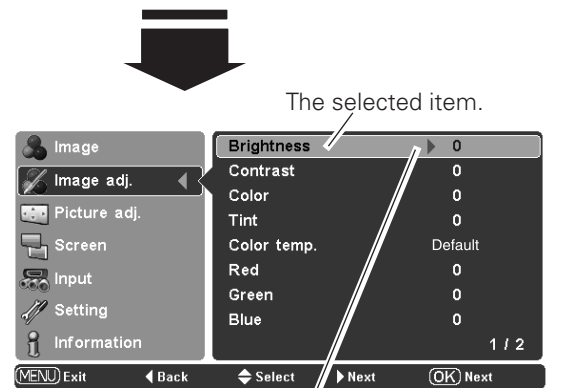 The selected item.
Image
Image adj.
Picture adj.
Screen
Input
Setting
Information
Brightness 0
Contrast 0
Color 0
Tint 0
Color temp. Default
Red 0
Green 0
Blue 0
1 / 2
MENU Exit Back Select Next OK Next